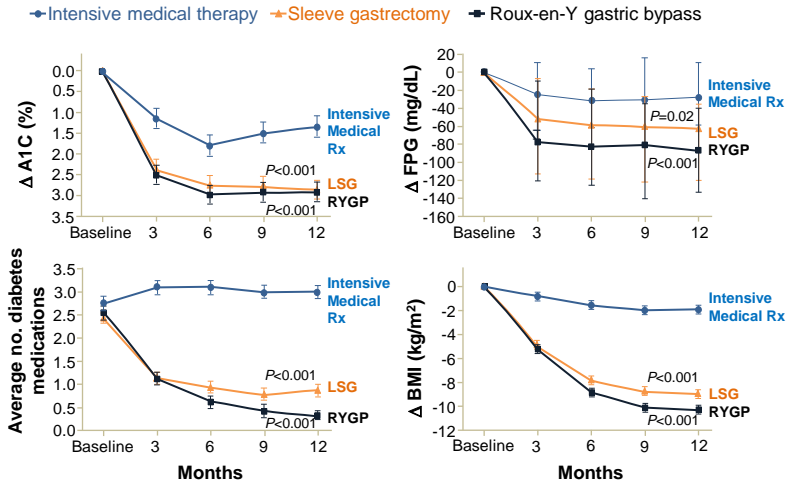 Intensive medical therapy Sleeve gastrectomy Roux-en-Y gastric bypass
Δ A1C (%)
0.0
0.5
1.0
1.5
2.0
2.5
3.0
3.5
Intensive
Medical
Rx
P<0.001
LSG
RYGP
P<0.001
Baseline 3 6 9 12
Δ FPG (mg/dL)
20
0
-20
-40
-60
-80
-100
-120
-140
-160
Intensive
Medical Rx
P=0.02
LSG
RYGP
P<0.001
Baseline 3 6 9 12
Average no. diabetes
medications
3.5
3.0
2.5
2.0
1.5
1.0
0.5
0.0
Intensive
Medical Rx
P<0.001
LSG
RYGP
P<0.001
Baseline 3 6 9 12
Months
Δ BMI (kg/m²)
0
-2
-4
-6
-8
-10
-12
Intensive
Medical Rx
P<0.001
LSG
RYGP
P<0.001
Baseline 3 6 9 12
Months